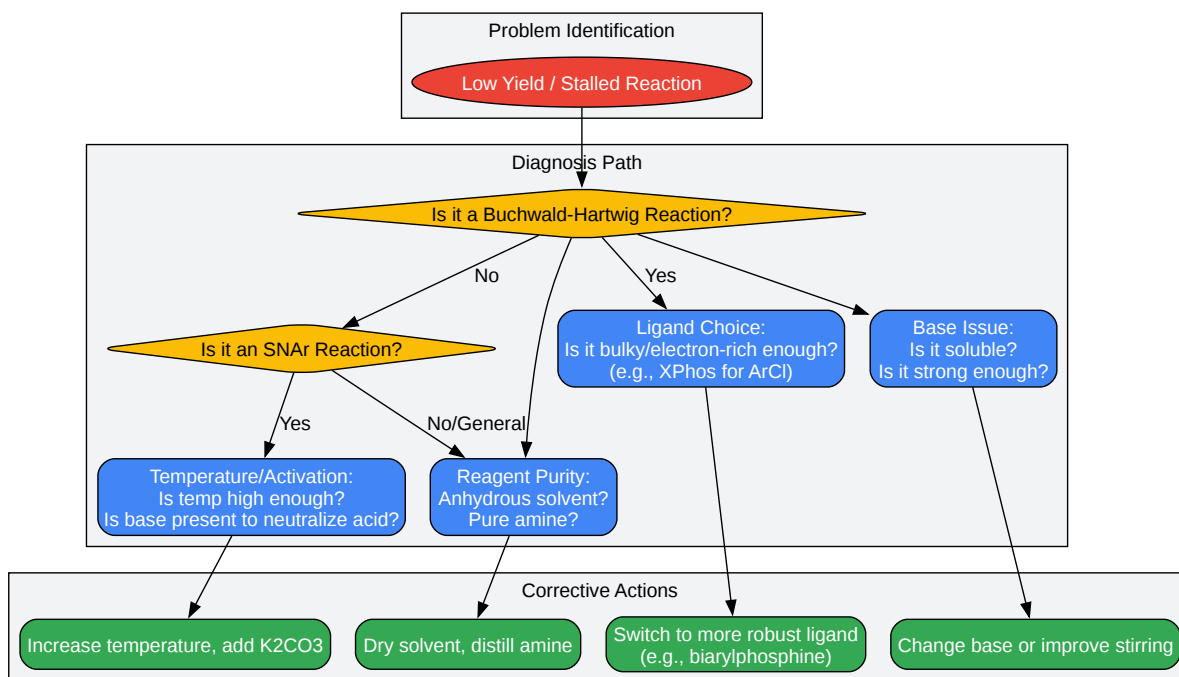 Problem Identification
Low Yield / Stalled Reaction
Diagnosis Path
Is it a Buchwald-Hartwig Reaction?
No
Yes
Is it an SNAr Reaction?
Ligand Choice:
Is it bulky/electron-rich enough?
(e.g., XPhos for ArCl)
Base Issue:
Is it soluble?
Is it strong enough?
Yes
No/General
Temperature/Activation:
Is temp high enough?
Is base present to neutralize acid?
Reagent Purity:
Anhydrous solvent?
Pure amine?
Corrective Actions
Increase temperature, add K2CO3
Dry solvent, distill amine
Switch to more robust ligand
(e.g., biarylphosphine)
Change base or improve stirring